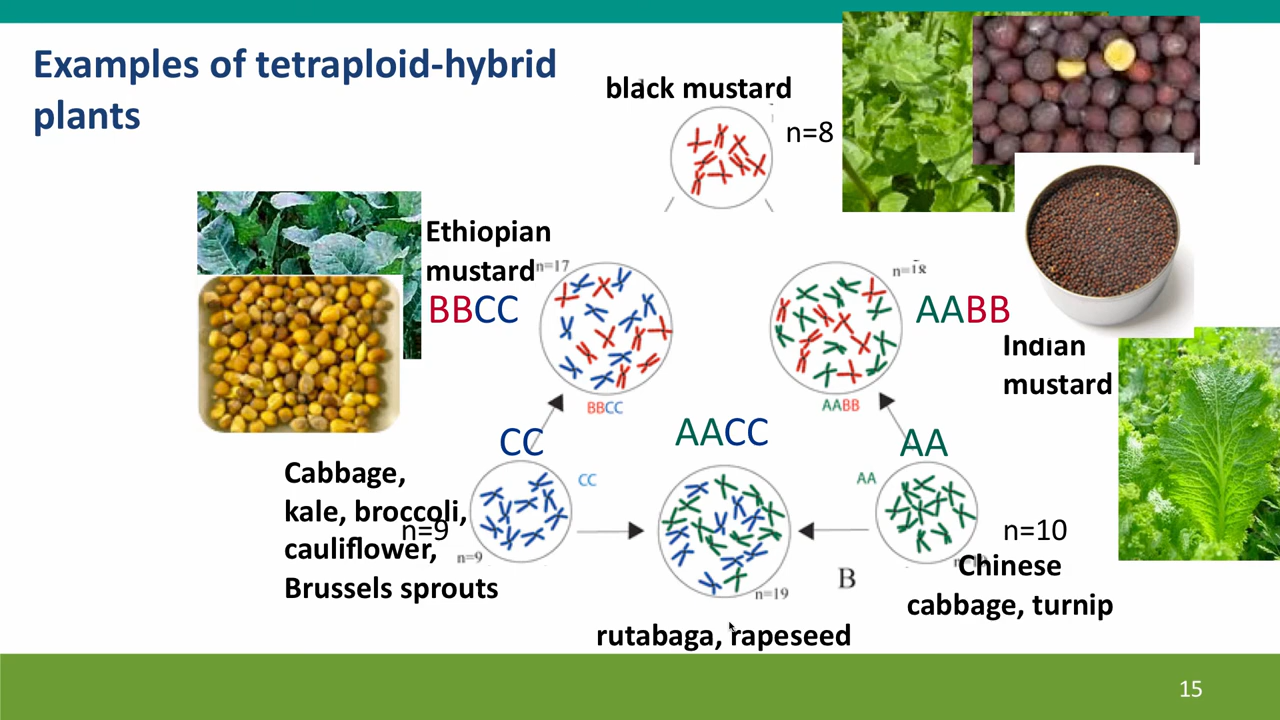 Examples of tetraploid-hybrid
plants
black mustard
n=8
Ethiopian
mustard
n=17
BBCC
n=18
AABB
Indian
mustard
BBCC
AABB
CC
AACC
AA
Cabbage,
kale, broccoli,
n=9
cauliflower,
Brussels sprouts
CC
n=9
AA
n=10
Chinese
cabbage, turnip
B
n=19
rutabaga, rapeseed
15